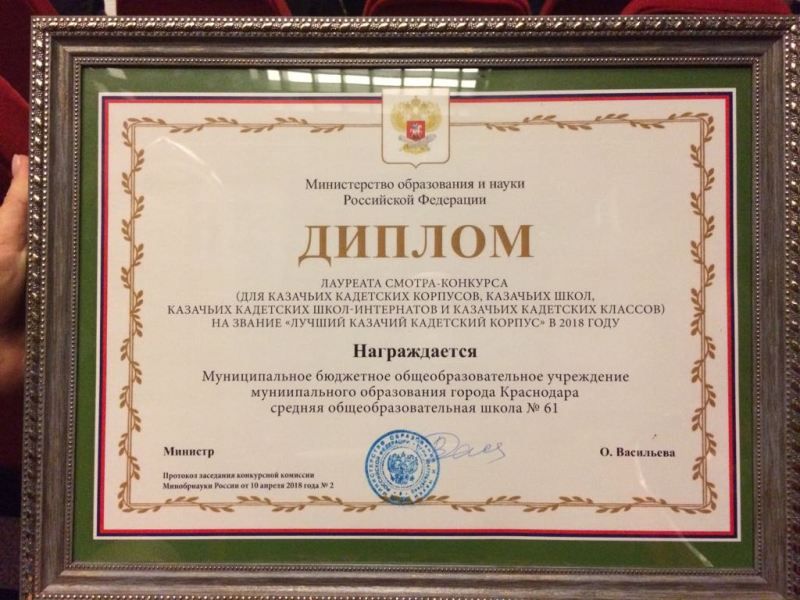 Министерство образования и науки
Российской Федерации
ДИПЛОМ
ЛАУРЕАТА СМОТРА-КОНКУРСА
(ДЛЯ КАЗАЧЬИХ КАДЕТСКИХ КОРПУСОВ, КАЗАЧЬИХ ШКОЛ,
КАЗАЧЬИХ КАДЕТСКИХ ШКОЛ-ИНТЕРНАТОВ И КАЗАЧЬИХ КАДЕТСКИХ КЛАССОВ)
НА ЗВАНИЕ «ЛУЧШИЙ КАЗАЧИЙ КАДЕТСКИЙ КОРПУС» В 2018 ГОДУ
Награждается
Муниципальное бюджетное общеобразовательное учреждение
муниипального образования города Краснодара
средняя общеобразовательная школа № 61
Министр
О. Васильева
Протокол заседания конкурсной комиссии
Минобрнауки России от 10 апреля 2018 года № 2